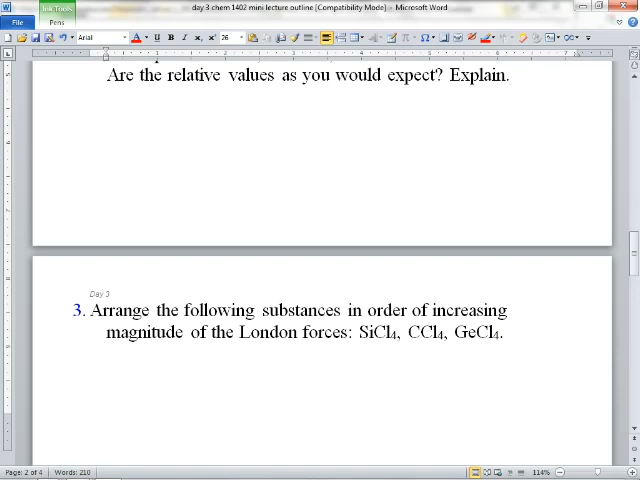 day 3 chem 1402 mini lecture outline [Compatibility Mode] - Microsoft Word
Ink Tools
File
Pens
Arial
26
Are the relative values as you would expect? Explain.
Day 3
3. Arrange the following substances in order of increasing
magnitude of the London forces: SiCl₄, CCl₄, GeCl₄.
Page: 2 of 4
Words: 210
114%